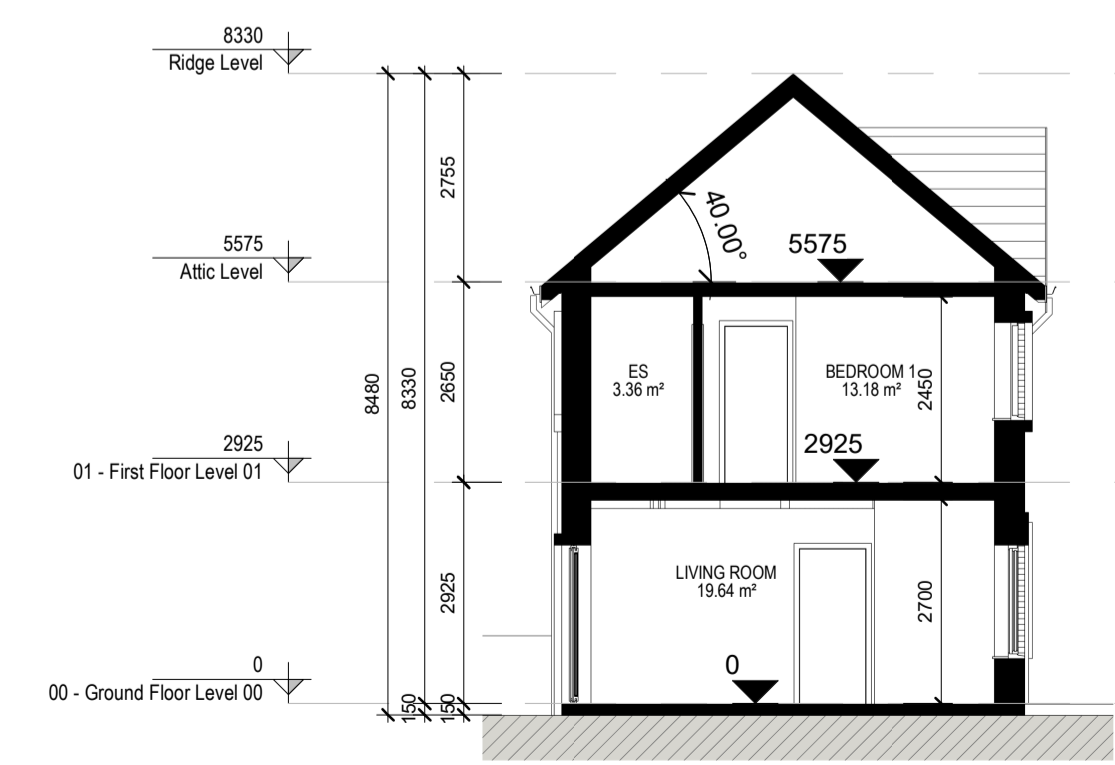 8330
Ridge Level
2755
40.00°
5575
5575
Attic Level
8480
8330
2650
ES
3.36 m²
BEDROOM 1
13.18 m²
2450
2925
2925
01 - First Floor Level 01
2925
LIVING ROOM
19.64 m²
2700
0
0
00 - Ground Floor Level 00
150
150